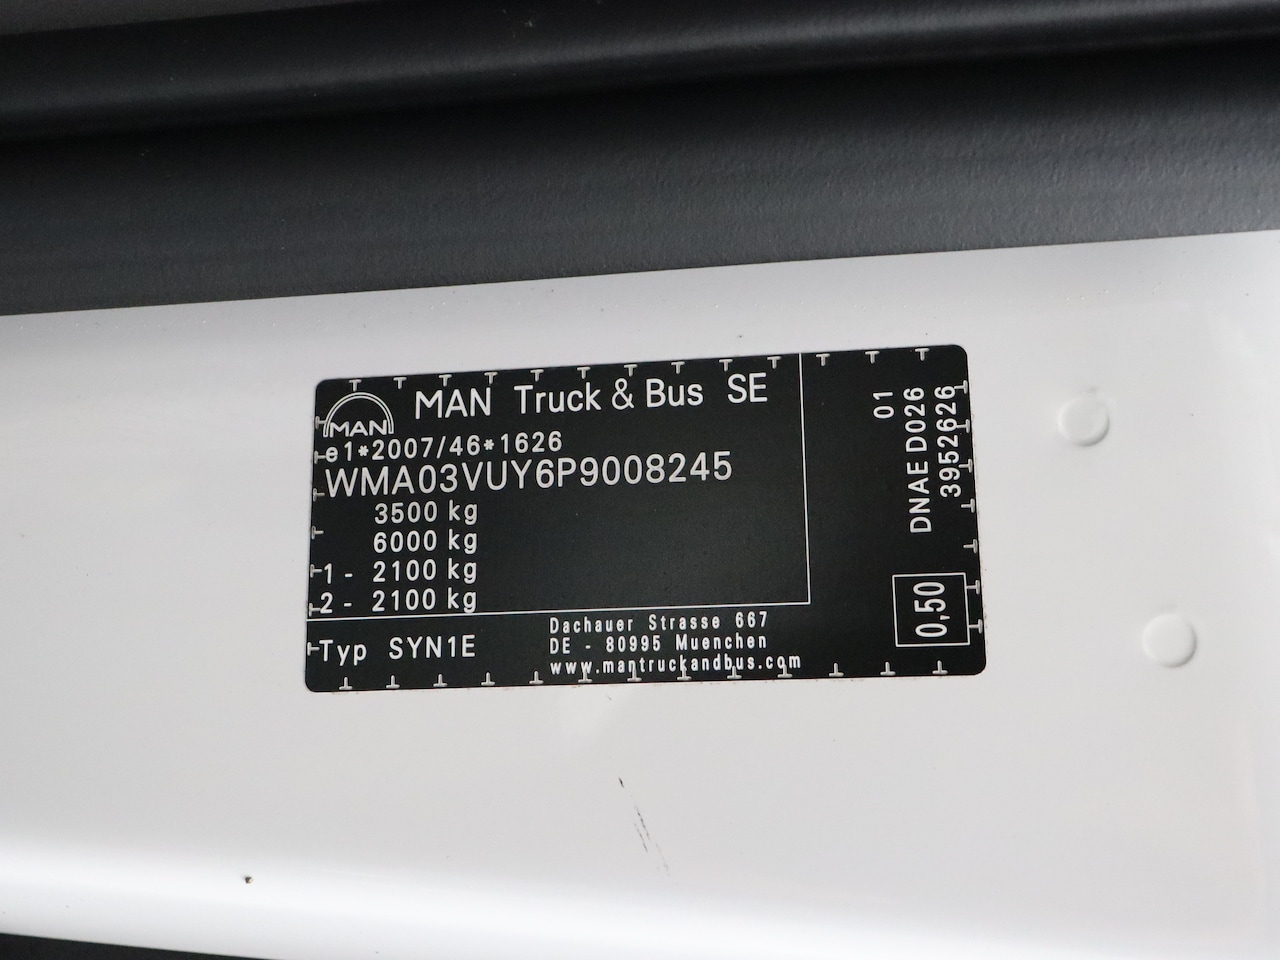 MAN Truck & Bus SE
MAN
e1*2007/46*1626
WMA03VUY6P9008245
3500 kg
6000 kg
1 - 2100 kg
2 - 2100 kg
Typ SYN1E
Dachauer Strasse 667
DE - 80995 Muenchen
www.mantruckandbus.com
01
DNAE D026
3952626
0,50